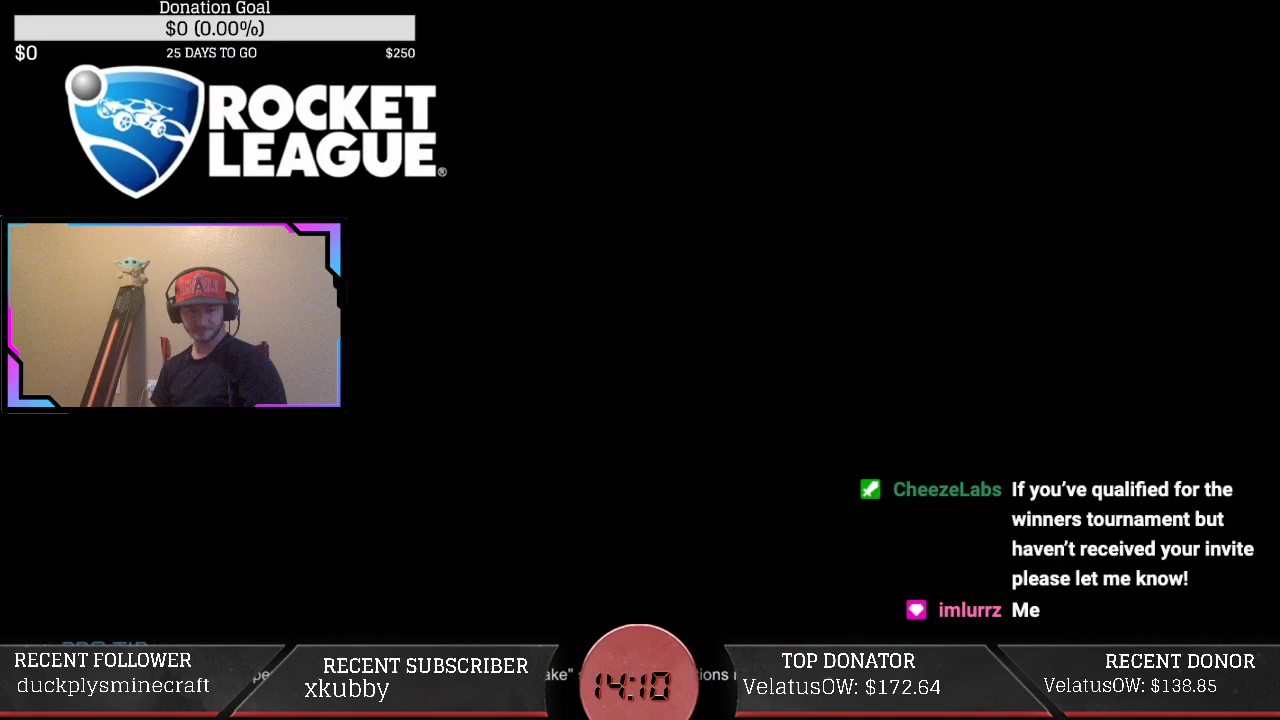 Donation Goal
$0 (0.00%)
$0
25 DAYS TO GO
$250
ROCKET
LEAGUE®
A
CheezeLabs If you've qualified for the
winners tournament but
haven't received your invite
please let me know!
imlurrz Me
RECENT FOLLOWER
duckplysminecraft
RECENT SUBSCRIBER
xkubby
14:10
TOP DONATOR
VelatusOW: $172.64
RECENT DONOR
VelatusOW: $138.85